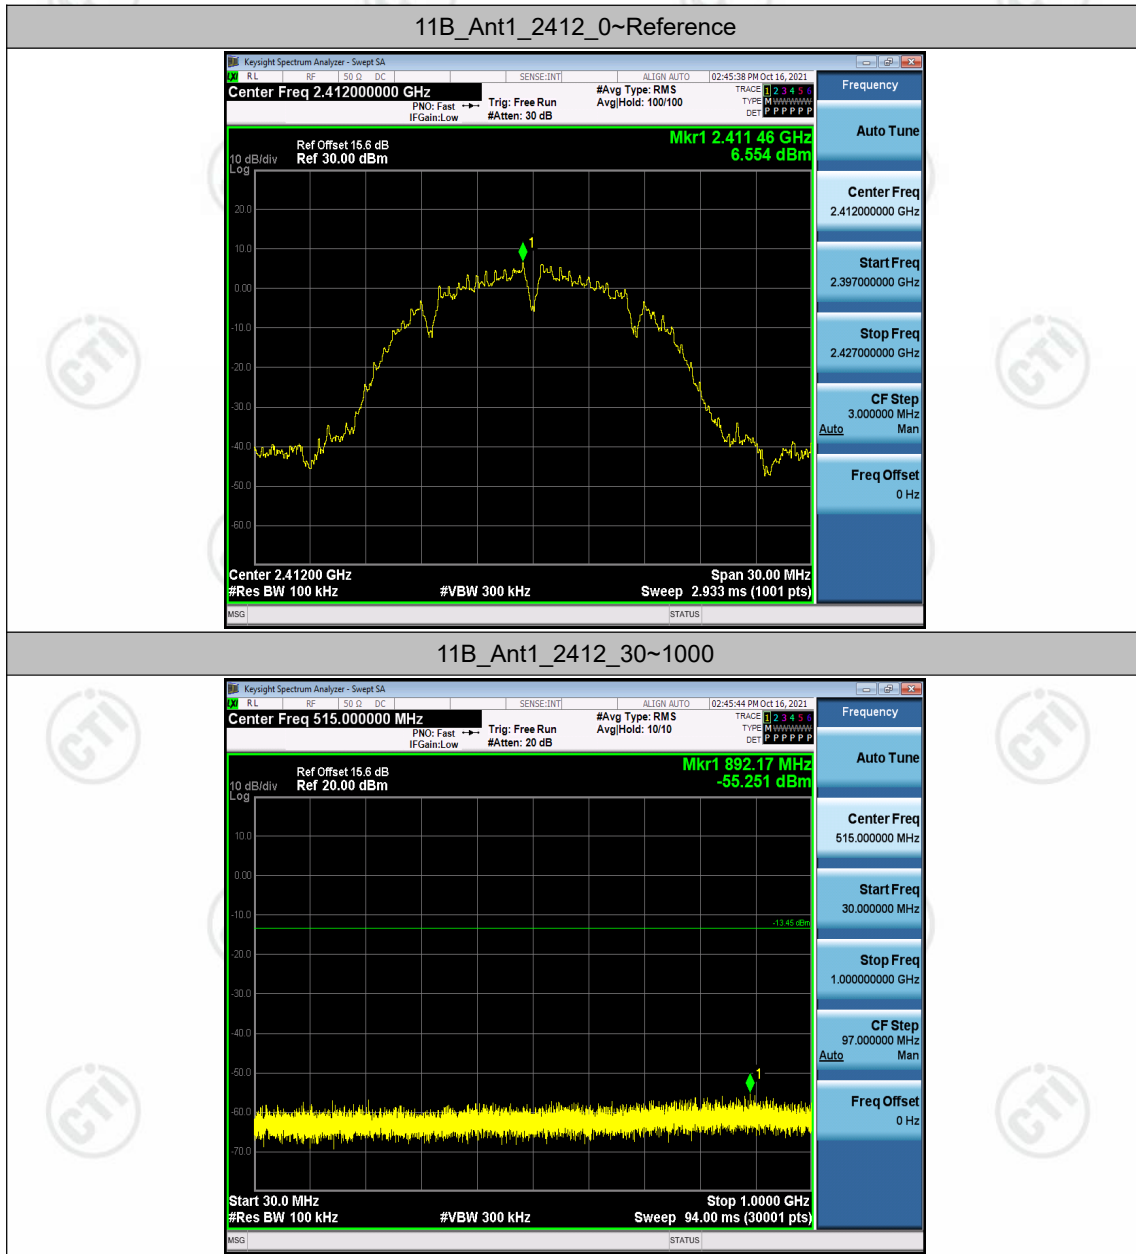 11B_Ant1_2412_0~Reference
Keysight Spectrum Analyzer - Swept SA
LXI RL RF 50 Ω DC SENSE:INT ALIGN AUTO 02:45:38 PM Oct 16, 2021
Center Freq 2.412000000 GHz
PNO: Fast
IFGain:Low
Trig: Free Run
#Atten: 30 dB
#Avg Type: RMS
Avg|Hold: 100/100
TRACE 1 2 3 4 5 6
TYPE M W W W W W
DET P P P P P P
Mkr1 2.411 46 GHz
6.554 dBm
Ref Offset 15.6 dB
10 dB/div Ref 30.00 dBm
Log
20.0
10.0
0.00
-10.0
-20.0
-30.0
-40.0
-50.0
-60.0
1
Center 2.41200 GHz Span 30.00 MHz
#Res BW 100 kHz #VBW 300 kHz Sweep 2.933 ms (1001 pts)
MSG STATUS
Frequency
Auto Tune
Center Freq
2.412000000 GHz
Start Freq
2.397000000 GHz
Stop Freq
2.427000000 GHz
CF Step
3.000000 MHz
Auto Man
Freq Offset
0 Hz
11B_Ant1_2412_30~1000
Keysight Spectrum Analyzer - Swept SA
LXI RL RF 50 Ω DC SENSE:INT ALIGN AUTO 02:45:44 PM Oct 16, 2021
Center Freq 515.000000 MHz
PNO: Fast
IFGain:Low
Trig: Free Run
#Atten: 20 dB
#Avg Type: RMS
Avg|Hold: 10/10
TRACE 1 2 3 4 5 6
TYPE M W W W W W
DET P P P P P P
Mkr1 892.17 MHz
-55.251 dBm
Ref Offset 15.6 dB
10 dB/div Ref 20.00 dBm
Log
10.0
0.00
-10.0
-20.0
-30.0
-40.0
-50.0
-60.0
-70.0
-13.45 dBm
1
Start 30.0 MHz Stop 1.0000 GHz
#Res BW 100 kHz #VBW 300 kHz Sweep 94.00 ms (30001 pts)
MSG STATUS
Frequency
Auto Tune
Center Freq
515.000000 MHz
Start Freq
30.000000 MHz
Stop Freq
1.000000000 GHz
CF Step
97.000000 MHz
Auto Man
Freq Offset
0 Hz
CTI
CTI
CTI
CTI
CTI
CTI